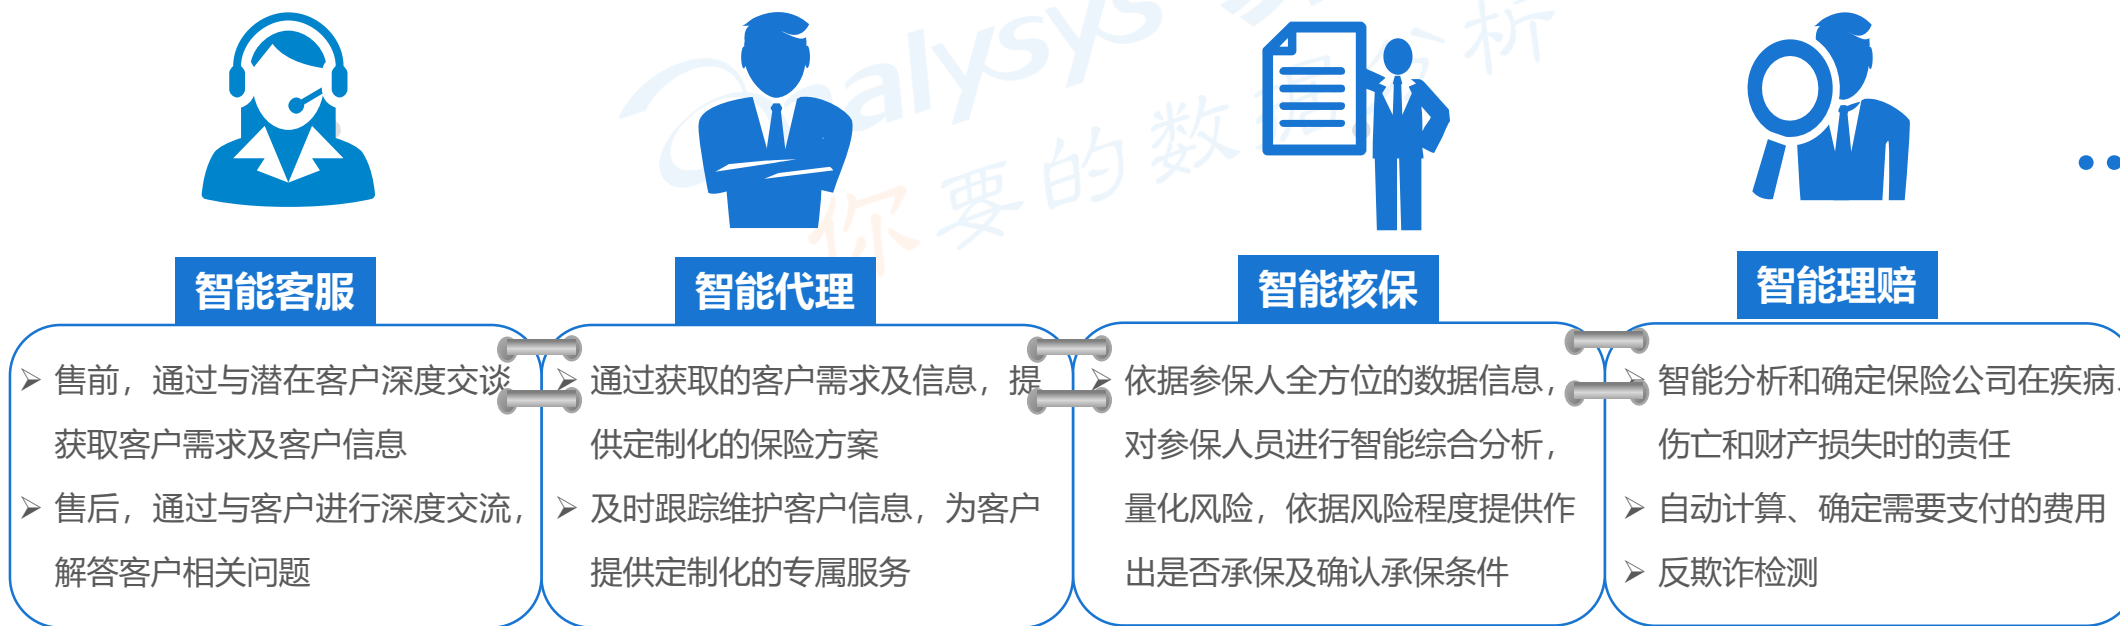 nalysys
你要的数据分析
智能客服
智能代理
智能核保
智能理赔
➢ 售前，通过与潜在客户深度交谈
获取客户需求及客户信息
➢ 售后，通过与客户进行深度交流，
解答客户相关问题
➢ 通过获取的客户需求及信息，提
供定制化的保险方案
➢ 及时跟踪维护客户信息，为客户
提供定制化的专属服务
➢ 依据参保人全方位的数据信息，
对参保人员进行智能综合分析，
量化风险，依据风险程度提供作
出是否承保及确认承保条件
➢ 智能分析和确定保险公司在疾病、
伤亡和财产损失时的责任
➢ 自动计算、确定需要支付的费用
➢ 反欺诈检测